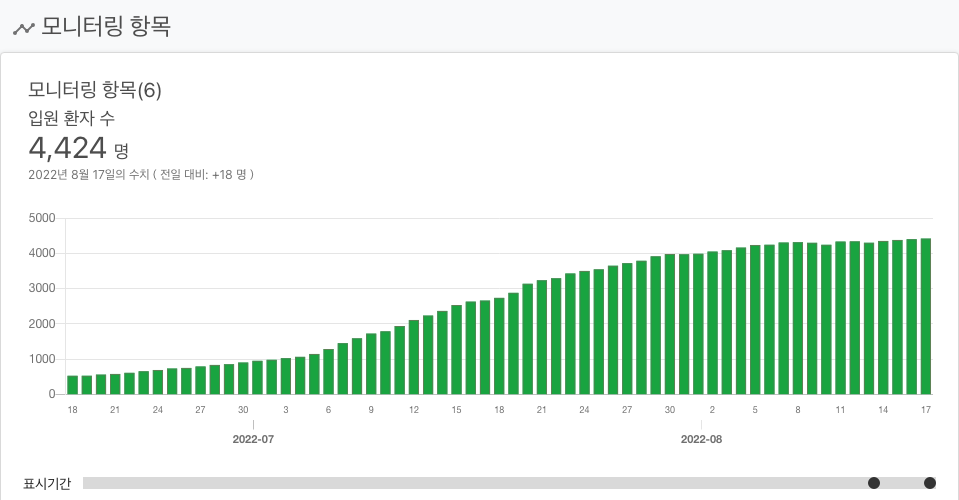 모니터링 항목
모니터링 항목(6)
입원 환자 수
4,424 명
2022년 8월 17일의 수치 ( 전일 대비: +18 명 )
5000
4000
3000
2000
1000
0
18 21 24 27 30 3 6 9 12 15 18 21 24 27 30 2 5 8 11 14 17
2022-07 2022-08
표시기간